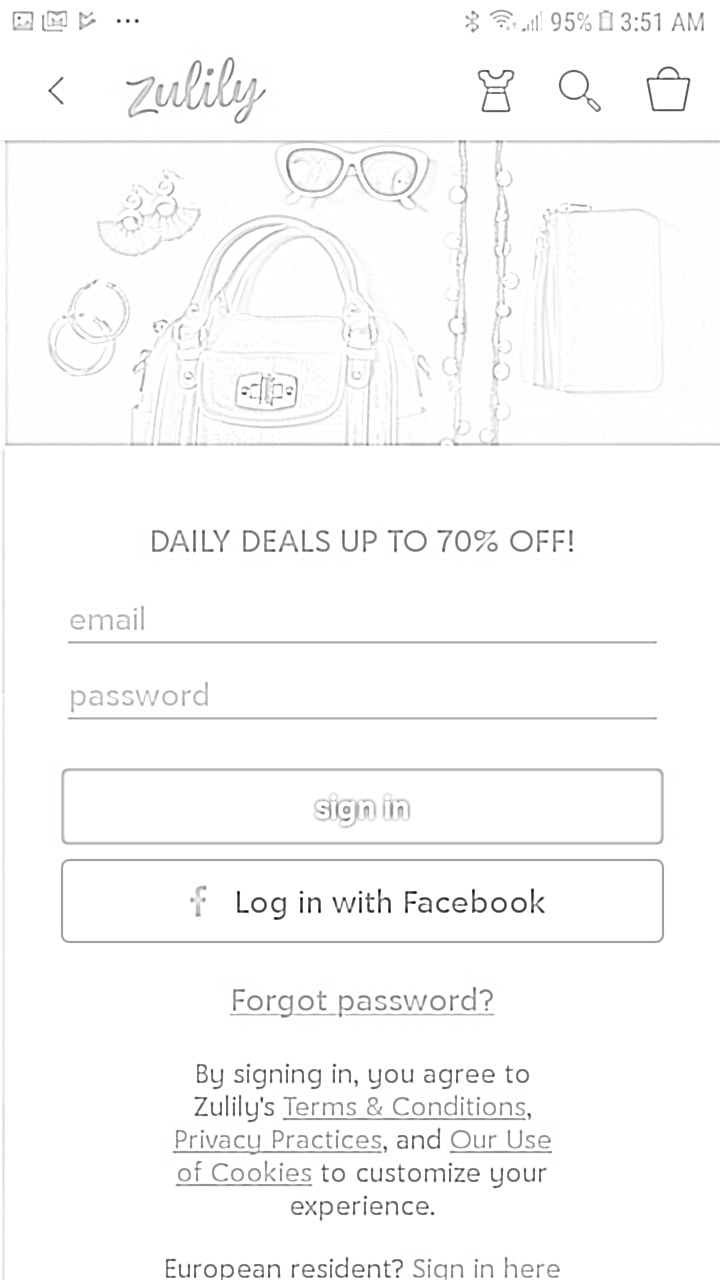 95% 3:51 AM
zulily
DAILY DEALS UP TO 70% OFF!
email
password
sign in
f Log in with Facebook
Forgot password?
By signing in, you agree to
Zulily's Terms & Conditions,
Privacy Practices, and Our Use
of Cookies to customize your
experience.
European resident? Sign in here